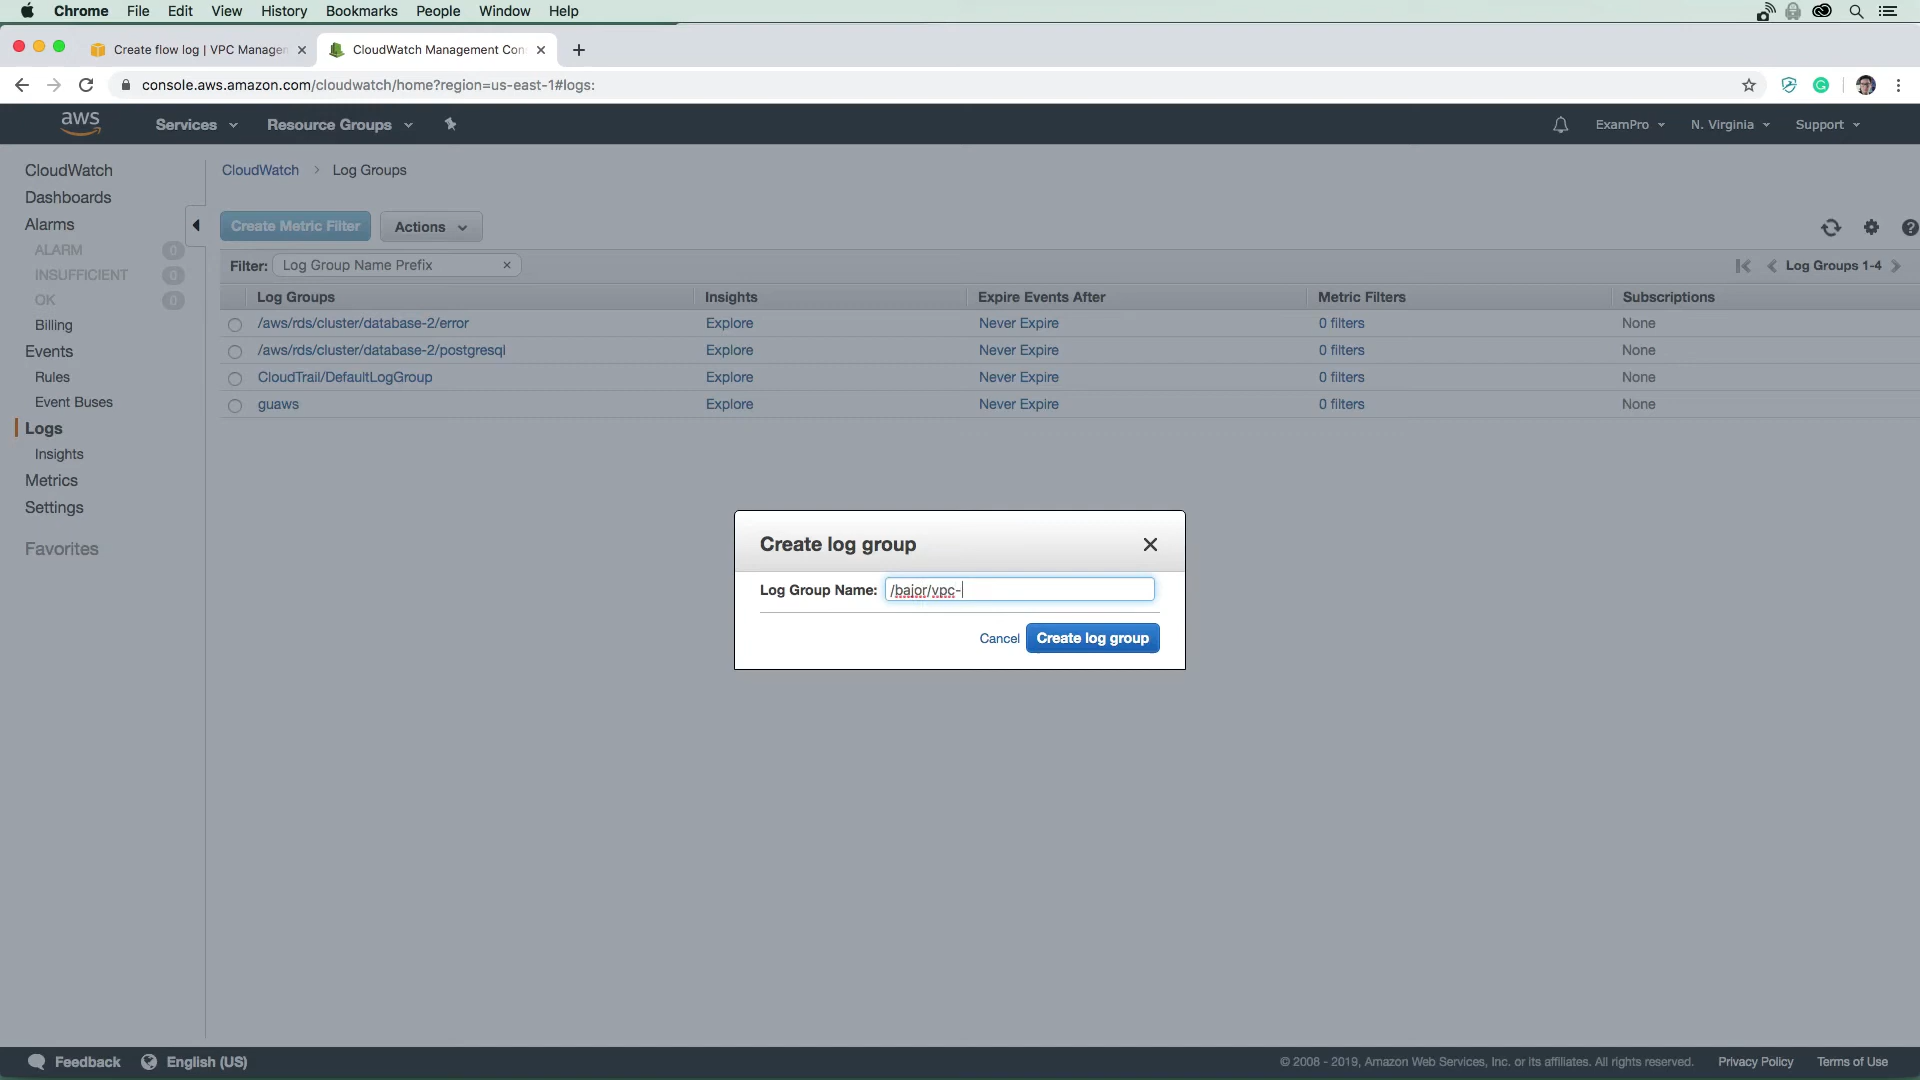 Chrome File Edit View History Bookmarks People Window Help
Create flow log | VPC Managem
CloudWatch Management Con
console.aws.amazon.com/cloudwatch/home?region=us-east-1#logs:
aws Services Resource Groups ExamPro N. Virginia Support
CloudWatch
Dashboards
Alarms
ALARM 0
INSUFFICIENT 0
OK 0
Billing
Events
Rules
Event Buses
Logs
Insights
Metrics
Settings
Favorites
CloudWatch > Log Groups
Create Metric Filter Actions
Filter: Log Group Name Prefix × Log Groups 1-4
Log Groups Insights Expire Events After Metric Filters Subscriptions
/aws/rds/cluster/database-2/error Explore Never Expire 0 filters None
/aws/rds/cluster/database-2/postgresql Explore Never Expire 0 filters None
CloudTrail/DefaultLogGroup Explore Never Expire 0 filters None
guaws Explore Never Expire 0 filters None
Create log group
Log Group Name: /bajor/vpc-
Cancel Create log group
Feedback English (US) © 2008 - 2019, Amazon Web Services, Inc. or its affiliates. All rights reserved. Privacy Policy Terms of Use